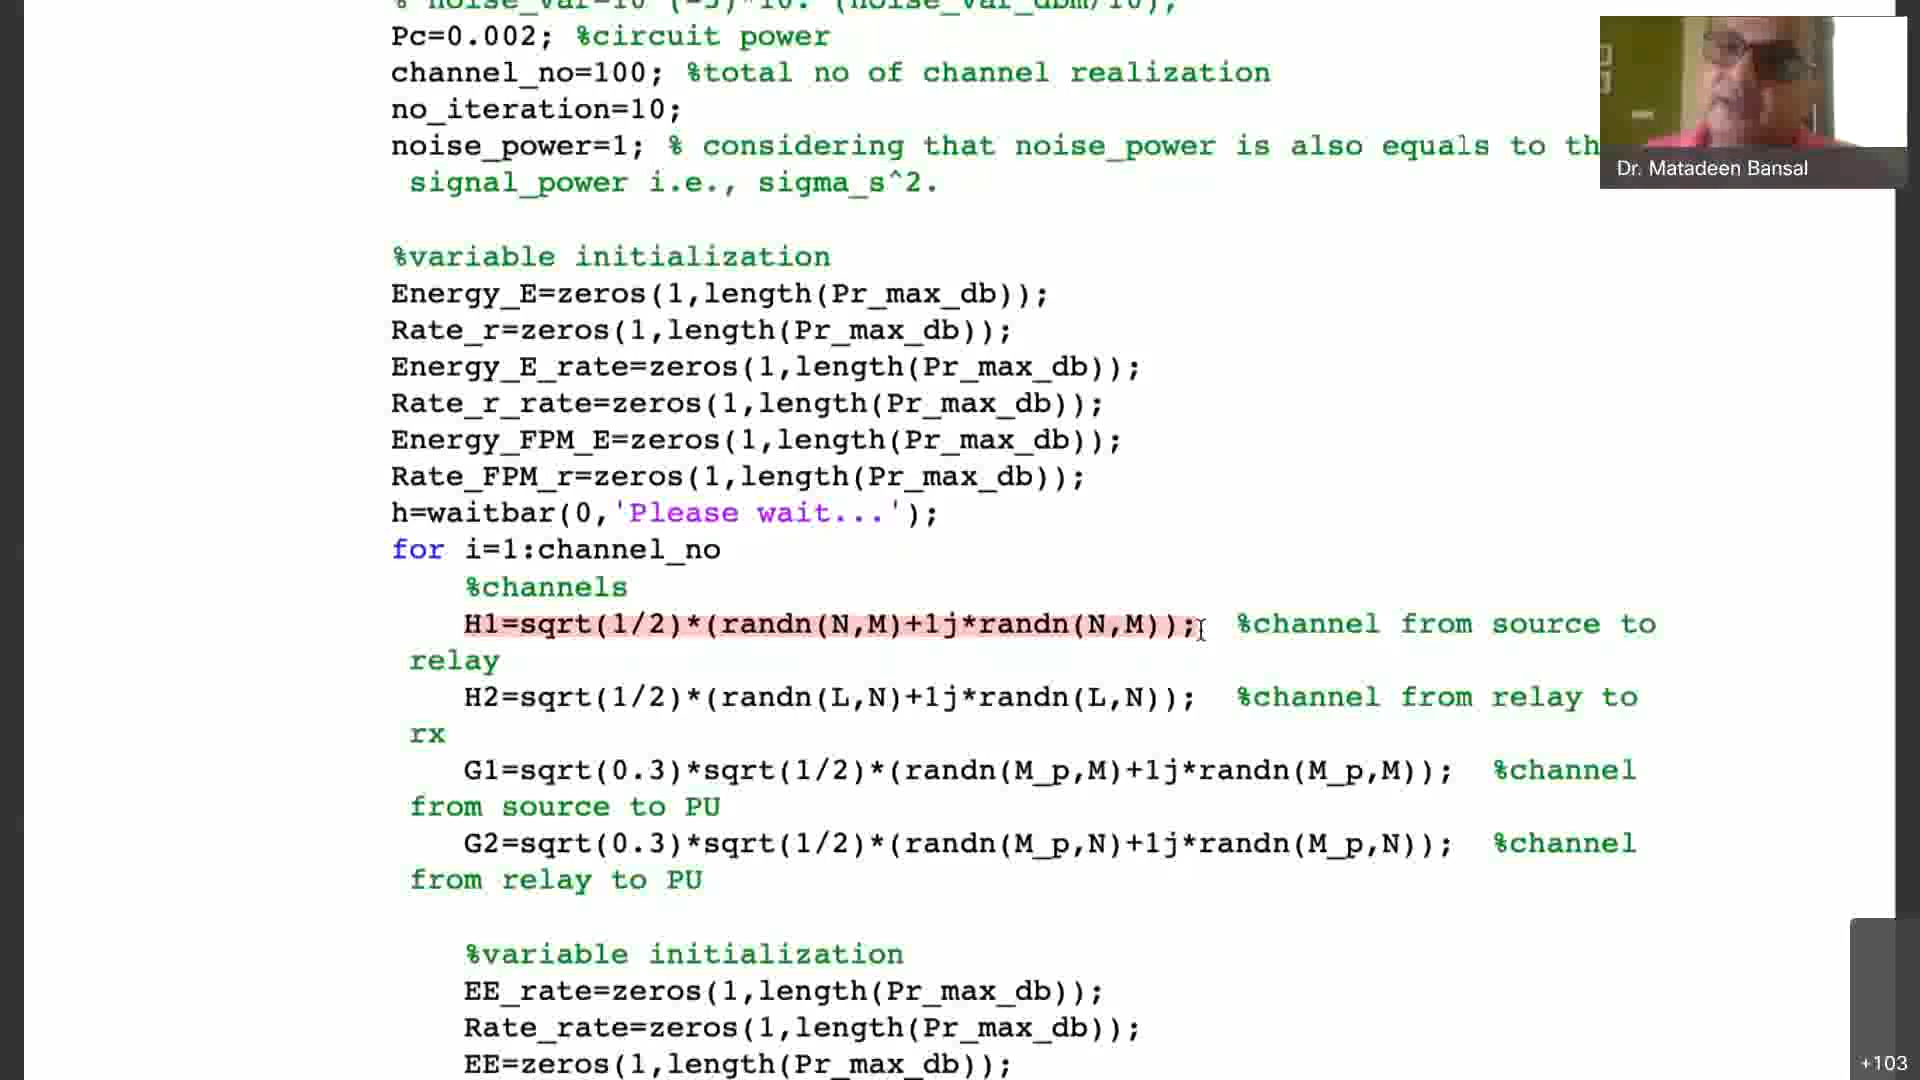 % noise_var=10^(-3)*10.^(noise_var_dbm/10);
Pc=0.002; %circuit power
channel_no=100; %total no of channel realization
no_iteration=10;
noise_power=1; % considering that noise_power is also equals to
signal_power i.e., sigma_s^2.
Dr. Matadeen Bansal
%variable initialization
Energy_E=zeros(1,length(Pr_max_db));
Rate_r=zeros(1,length(Pr_max_db));
Energy_E_rate=zeros(1,length(Pr_max_db));
Rate_r_rate=zeros(1,length(Pr_max_db));
Energy_FPM_E=zeros(1,length(Pr_max_db));
Rate_FPM_r=zeros(1,length(Pr_max_db));
h=waitbar(0,'Please wait...');
for i=1:channel_no
%channels
H1=sqrt(1/2)*(randn(N,M)+1j*randn(N,M)); %channel from source to
relay
H2=sqrt(1/2)*(randn(L,N)+1j*randn(L,N)); %channel from relay to
rx
G1=sqrt(0.3)*sqrt(1/2)*(randn(M_p,M)+1j*randn(M_p,M)); %channel
from source to PU
G2=sqrt(0.3)*sqrt(1/2)*(randn(M_p,N)+1j*randn(M_p,N)); %channel
from relay to PU
%variable initialization
EE_rate=zeros(1,length(Pr_max_db));
Rate_rate=zeros(1,length(Pr_max_db));
EE=zeros(1,length(Pr_max_db));
+103